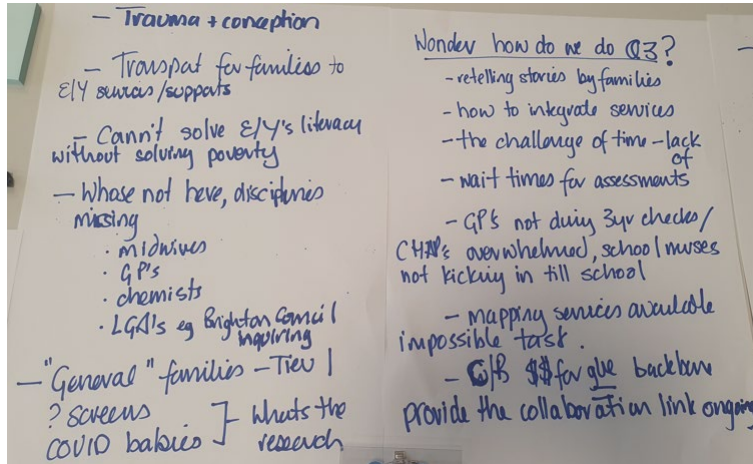 - Trauma + conception
- Transpat for families to
E/Y services/supports
- Cann't solve E/Y's literacy
without solving poverty
- Whose not here, disciplines
missing
· midwives
· GP's
· chemists
· LGA's eg Brighton Council
inquiring
- "General" families - Tier 1
? screens
COVID babies ] - whats the
research
Wonder how do we do Q3?
- retelling stories by families
- how to integrate services
- the challenge of time - lack
of
- wait times for assessments
- GP's not doing 3yr checks/
overwhelmed, school nurses
not kicking in till school
- mapping services available
impossible task.
- $$ for glue backbone
provide the collaboration link ongoing